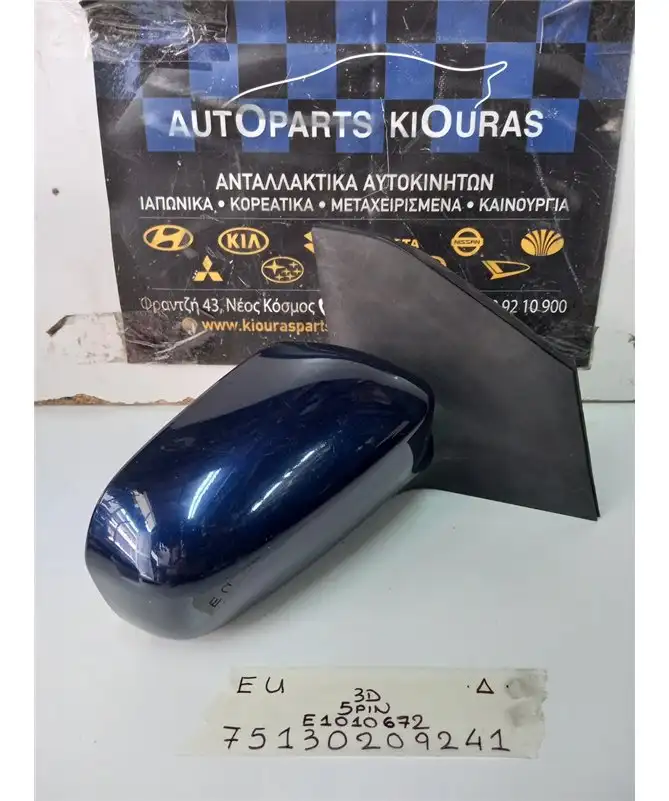 AUTOPARTS KIOURAS
ΑΝΤΑΛΛΑΚΤΙΚΑ ΑΥΤΟΚΙΝΗΤΩΝ
ΙΑΠΩΝΙΚΑ • ΚΟΡΕΑΤΙΚΑ • ΜΕΤΑΧΕΙΡΙΣΜΕΝΑ • ΚΑΙΝΟΥΡΓΙΑ
KIA
NISSAN
Φραντζή 43, Νέος Κόσμος
92 10 900
www.kiourasparts
EU
3D
Δ
5PIN
E1010672
75130209241